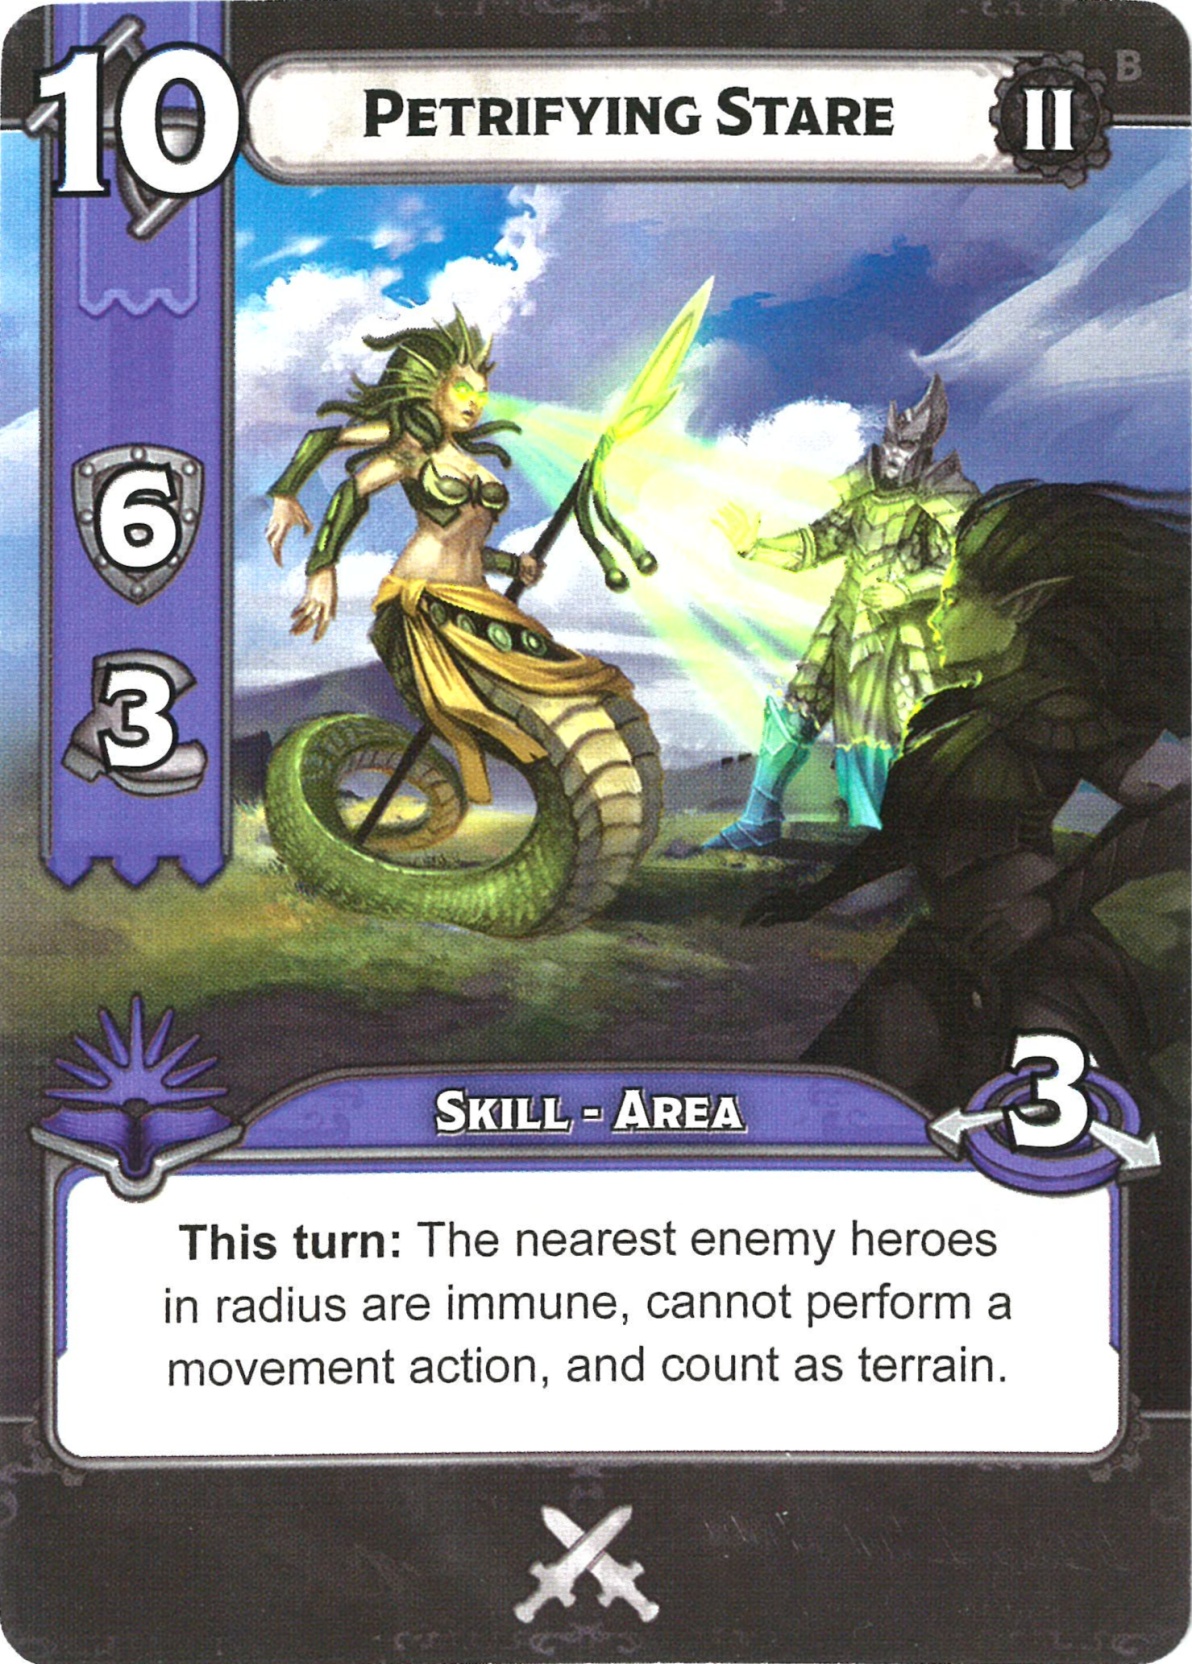 10
PETRIFYING STARE
II
B
6
3
SKILL - AREA
3
This turn: The nearest enemy heroes
in radius are immune, cannot perform a
movement action, and count as terrain.